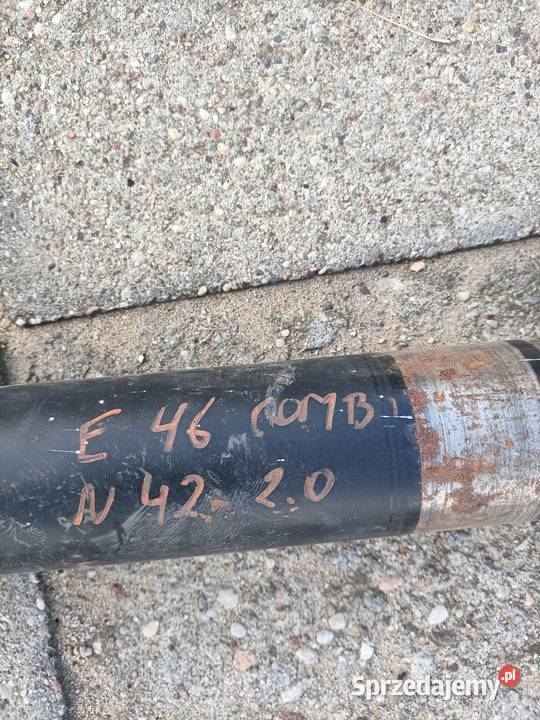 E 46 COMBI
N 42 2.0
Sprzedajemy.pl